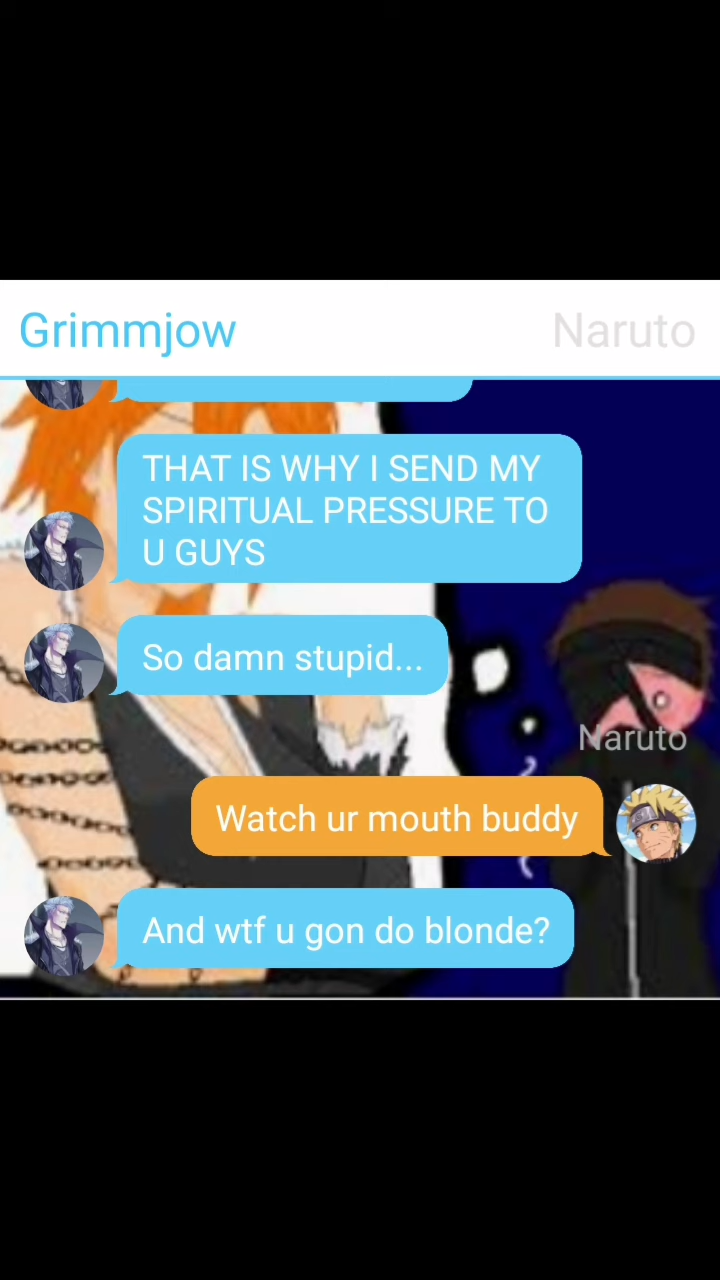 Grimmjow
Naruto
THAT IS WHY I SEND MY
SPIRITUAL PRESSURE TO
U GUYS
So damn stupid...
Naruto
Watch ur mouth buddy
And wtf u gon do blonde?